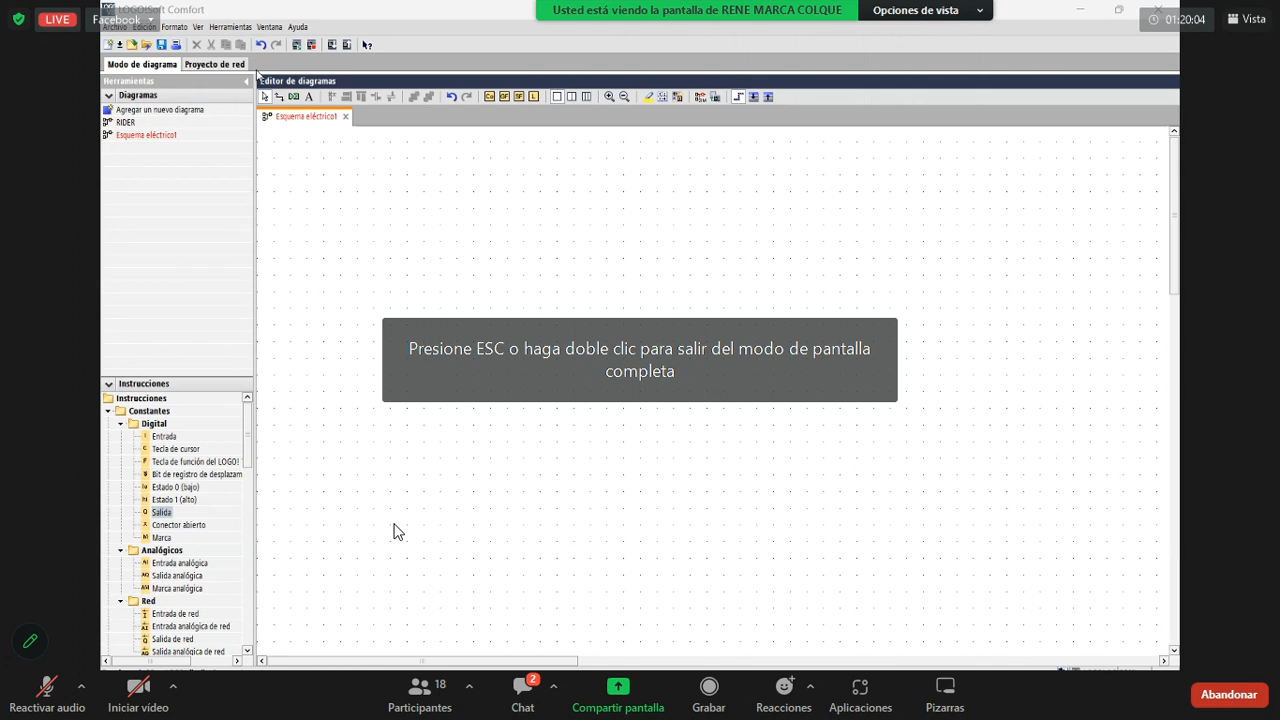 LIVE
Facebook
LOGO!Soft Comfort
Usted está viendo la pantalla de RENE MARCA COLQUE
Opciones de vista
01:20:04
Vista
Archivo Edición Formato Ver Herramientas Ventana Ayuda
Modo de diagrama
Proyecto de red
Herramientas
Editor de diagramas
Diagramas
Agregar un nuevo diagrama
RIDER
Esquema eléctrico1
Esquema eléctrico1
Presione ESC o haga doble clic para salir del modo de pantalla
completa
Instrucciones
Instrucciones
Constantes
Digital
Entrada
Tecla de cursor
Tecla de función del LOGO!
Bit de registro de desplazam
Estado 0 (bajo)
Estado 1 (alto)
Salida
Conector abierto
Marca
Analógicos
Entrada analógica
Salida analógica
Marca analógica
Red
Entrada de red
Entrada analógica de red
Salida de red
Salida analógica de red
Reactivar audio
Iniciar vídeo
18
Participantes
2
Chat
Compartir pantalla
Grabar
Reacciones
Aplicaciones
Pizarras
Abandonar